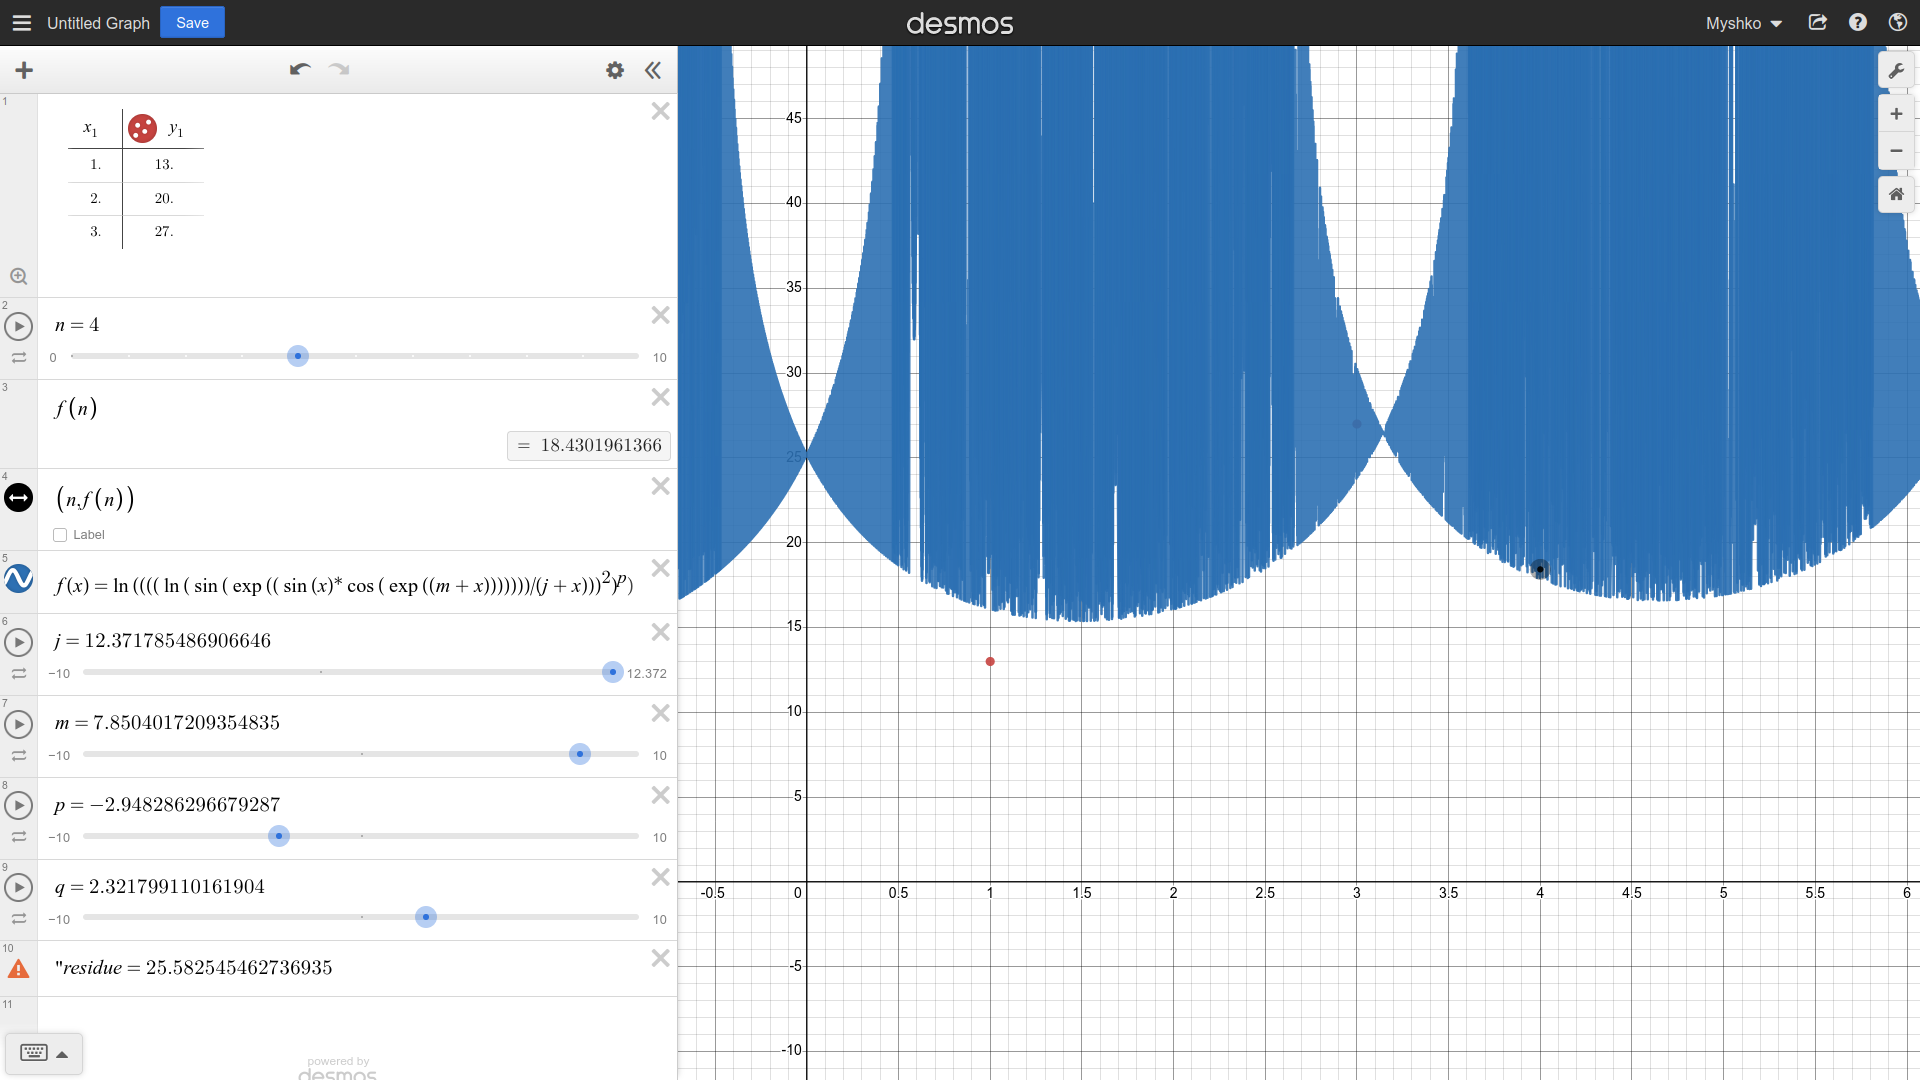 Untitled Graph Save desmos Myshko
1
x₁ y₁
1. 13.
2. 20.
3. 27.
2
n = 4
0 10
3
f(n)
= 18.4301961366
4
(n,f(n))
Label
5
f(x) = ln((((ln(sin(exp((sin(x)*cos(exp((m+x)))))))/(j+x)))²)ᵖ)
6
j = 12.371785486906646
−10 12.372
7
m = 7.8504017209354835
−10 10
8
p = −2.948286296679287
−10 10
9
q = 2.321799110161904
−10 10
10
"residue = 25.582545462736935
11
powered by
desmos
45
40
35
30
25
20
15
10
5
-0.5 0 0.5 1 1.5 2 2.5 3 3.5 4 4.5 5 5.5 6
-5
-10